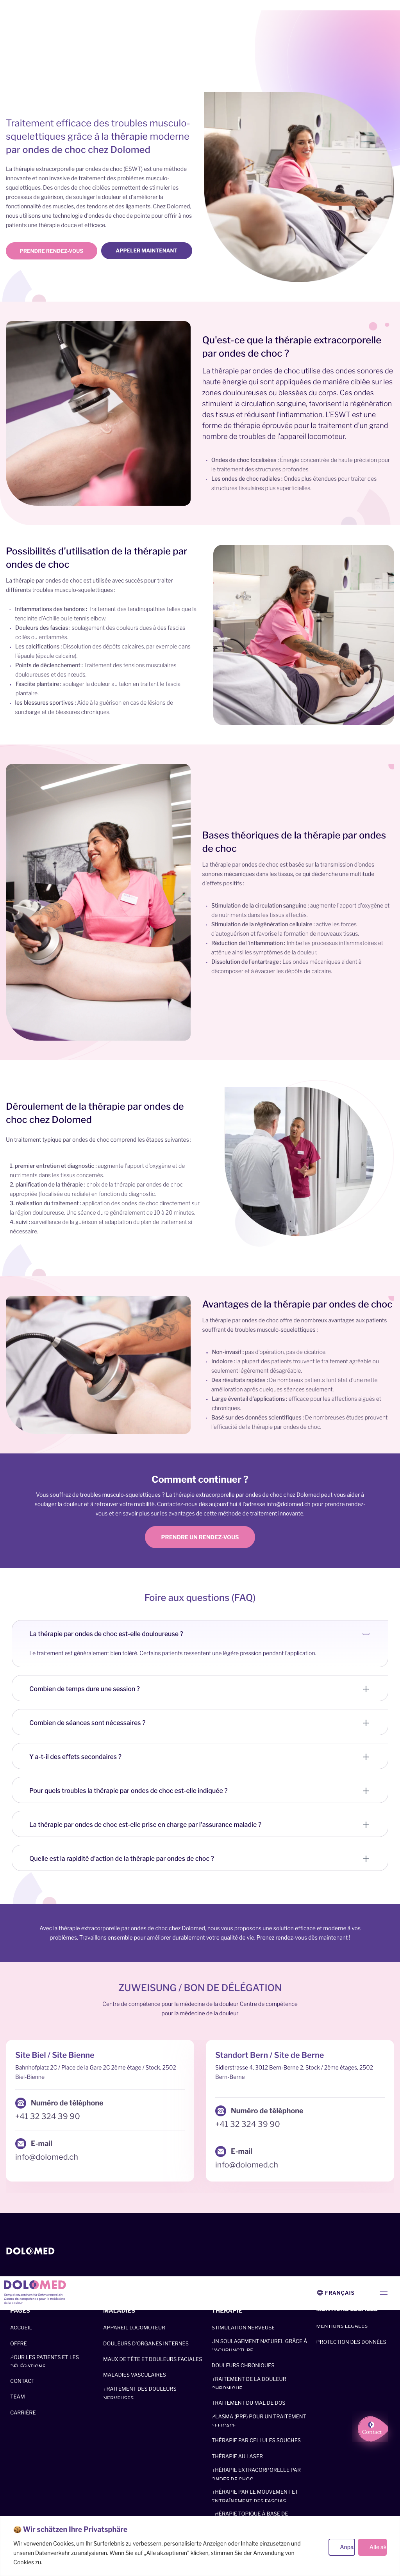 Traitement efficace des troubles musculo-
squelettiques grâce à la thérapie moderne
par ondes de choc chez Dolomed
La thérapie extracorporelle par ondes de choc (ESWT) est une méthode
innovante et non invasive de traitement des problèmes musculo-
squelettiques. Des ondes de choc ciblées permettent de stimuler les
processus de guérison, de soulager la douleur et d'améliorer la
fonctionnalité des muscles, des tendons et des ligaments. Chez Dolomed,
nous utilisons une technologie d'ondes de choc de pointe pour offrir à nos
patients une thérapie douce et efficace.
PRENDRE RENDEZ-VOUS
APPELER MAINTENANT
Qu'est-ce que la thérapie extracorporelle
par ondes de choc ?
La thérapie par ondes de choc utilise des ondes sonores de
haute énergie qui sont appliquées de manière ciblée sur les
zones douloureuses ou blessées du corps. Ces ondes
stimulent la circulation sanguine, favorisent la régénération
des tissus et réduisent l'inflammation. L'ESWT est une
forme de thérapie éprouvée pour le traitement d'un grand
nombre de troubles de l'appareil locomoteur.
Ondes de choc focalisées : Énergie concentrée de haute précision pour
le traitement des structures profondes.
Les ondes de choc radiales : Ondes plus étendues pour traiter des
structures tissulaires plus superficielles.
Possibilités d'utilisation de la thérapie par
ondes de choc
La thérapie par ondes de choc est utilisée avec succès pour traiter
différents troubles musculo-squelettiques :
Inflammations des tendons : Traitement des tendinopathies telles que la
tendinite d'Achille ou le tennis elbow.
Douleurs des fascias : soulagement des douleurs dues à des fascias
collés ou enflammés.
Les calcifications : Dissolution des dépôts calcaires, par exemple dans
l'épaule (épaule calcaire).
Points de déclenchement : Traitement des tensions musculaires
douloureuses et des nœuds.
Fasciite plantaire : soulager la douleur au talon en traitant le fascia
plantaire.
les blessures sportives : Aide à la guérison en cas de lésions de
surcharge et de blessures chroniques.
Bases théoriques de la thérapie par ondes
de choc
La thérapie par ondes de choc est basée sur la transmission d'ondes
sonores mécaniques dans les tissus, ce qui déclenche une multitude
d'effets positifs :
Stimulation de la circulation sanguine : augmente l'apport d'oxygène et
de nutriments dans les tissus affectés.
Stimulation de la régénération cellulaire : active les forces
d'autoguérison et favorise la formation de nouveaux tissus.
Réduction de l'inflammation : Inhibe les processus inflammatoires et
atténue ainsi les symptômes de la douleur.
Dissolution de l'entartrage : Les ondes mécaniques aident à
décomposer et à évacuer les dépôts de calcaire.
Déroulement de la thérapie par ondes de
choc chez Dolomed
Un traitement typique par ondes de choc comprend les étapes suivantes :
1. premier entretien et diagnostic : augmente l'apport d'oxygène et de
nutriments dans les tissus concernés.
2. planification de la thérapie : choix de la thérapie par ondes de choc
appropriée (focalisée ou radiale) en fonction du diagnostic.
3. réalisation du traitement : application des ondes de choc directement sur
la région douloureuse. Une séance dure généralement de 10 à 20 minutes.
4. suivi : surveillance de la guérison et adaptation du plan de traitement si
nécessaire.
Avantages de la thérapie par ondes de choc
La thérapie par ondes de choc offre de nombreux avantages aux patients
souffrant de troubles musculo-squelettiques :
Non-invasif : pas d'opération, pas de cicatrice.
Indolore : la plupart des patients trouvent le traitement agréable ou
seulement légèrement désagréable.
Des résultats rapides : De nombreux patients font état d'une nette
amélioration après quelques séances seulement.
Large éventail d'applications : efficace pour les affections aiguës et
chroniques.
Basé sur des données scientifiques : De nombreuses études prouvent
l'efficacité de la thérapie par ondes de choc.
Comment continuer ?
Vous souffrez de troubles musculo-squelettiques ? La thérapie extracorporelle par ondes de choc chez Dolomed peut vous aider à
soulager la douleur et à retrouver votre mobilité. Contactez-nous dès aujourd'hui à l'adresse info@dolomed.ch pour prendre rendez-
vous et en savoir plus sur les avantages de cette méthode de traitement innovante.
PRENDRE UN RENDEZ-VOUS
Foire aux questions (FAQ)
La thérapie par ondes de choc est-elle douloureuse ?
Le traitement est généralement bien toléré. Certains patients ressentent une légère pression pendant l'application.
Combien de temps dure une session ?
Combien de séances sont nécessaires ?
Y a-t-il des effets secondaires ?
Pour quels troubles la thérapie par ondes de choc est-elle indiquée ?
La thérapie par ondes de choc est-elle prise en charge par l'assurance maladie ?
Quelle est la rapidité d'action de la thérapie par ondes de choc ?
Avec la thérapie extracorporelle par ondes de choc chez Dolomed, nous vous proposons une solution efficace et moderne à vos
problèmes. Travaillons ensemble pour améliorer durablement votre qualité de vie. Prenez rendez-vous dès maintenant !
ZUWEISUNG / BON DE DÉLÉGATION
Centre de compétence pour la médecine de la douleur Centre de compétence
pour la médecine de la douleur
Site Biel / Site Bienne
Bahnhofplatz 2C / Place de la Gare 2C 2ème étage / Stock, 2502
Biel-Bienne
Numéro de téléphone
+41 32 324 39 90
E-mail
info@dolomed.ch
Standort Bern / Site de Berne
Sidlerstrasse 4, 3012 Bern-Berne 2. Stock / 2ème étages, 2502
Bern-Berne
Numéro de téléphone
+41 32 324 39 90
E-mail
info@dolomed.ch
DOLOMED
DOLOMED
FRANÇAIS
PAGES
ACCUEIL
OFFRE
POUR LES PATIENTS ET LES
DÉLÉGATIONS
CONTACT
TEAM
CARRIÈRE
MALADIES
APPAREIL LOCOMOTEUR
DOULEURS D'ORGANES INTERNES
MAUX DE TÊTE ET DOULEURS FACIALES
MALADIES VASCULAIRES
TRAITEMENT DES DOULEURS
NERVEUSES
THÉRAPIE
STIMULATION NERVEUSE
UN SOULAGEMENT NATUREL GRÂCE À
L'ACUPUNCTURE
DOULEURS CHRONIQUES
TRAITEMENT DE LA DOULEUR
CHRONIQUE
TRAITEMENT DU MAL DE DOS
PLASMA (PRP) POUR UN TRAITEMENT
EFFICACE
THÉRAPIE PAR CELLULES SOUCHES
THÉRAPIE AU LASER
THÉRAPIE EXTRACORPORELLE PAR
ONDES DE CHOC
THÉRAPIE PAR LE MOUVEMENT ET
ENTRAÎNEMENT DES FASCIAS
THÉRAPIE TOPIQUE À BASE DE
MENTIONS LÉGALES
MENTIONS LÉGALES
PROTECTION DES DONNÉES
Contact
Wir schätzen Ihre Privatsphäre
Wir verwenden Cookies, um Ihr Surferlebnis zu verbessern, personalisierte Anzeigen oder Inhalte einzusetzen und
unseren Datenverkehr zu analysieren. Wenn Sie auf „Alle akzeptieren" klicken, stimmen Sie der Verwendung von
Cookies zu.
Anpas
Alle ak